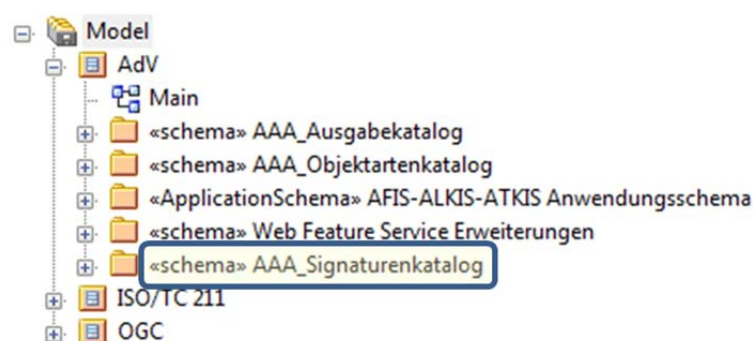 Model
AdV
Main
«schema» AAA_Ausgabekatalog
«schema» AAA_Objektartenkatalog
«ApplicationSchema» AFIS-ALKIS-ATKIS Anwendungsschema
«schema» Web Feature Service Erweiterungen
«schema» AAA_Signaturenkatalog
ISO/TC 211
OGC